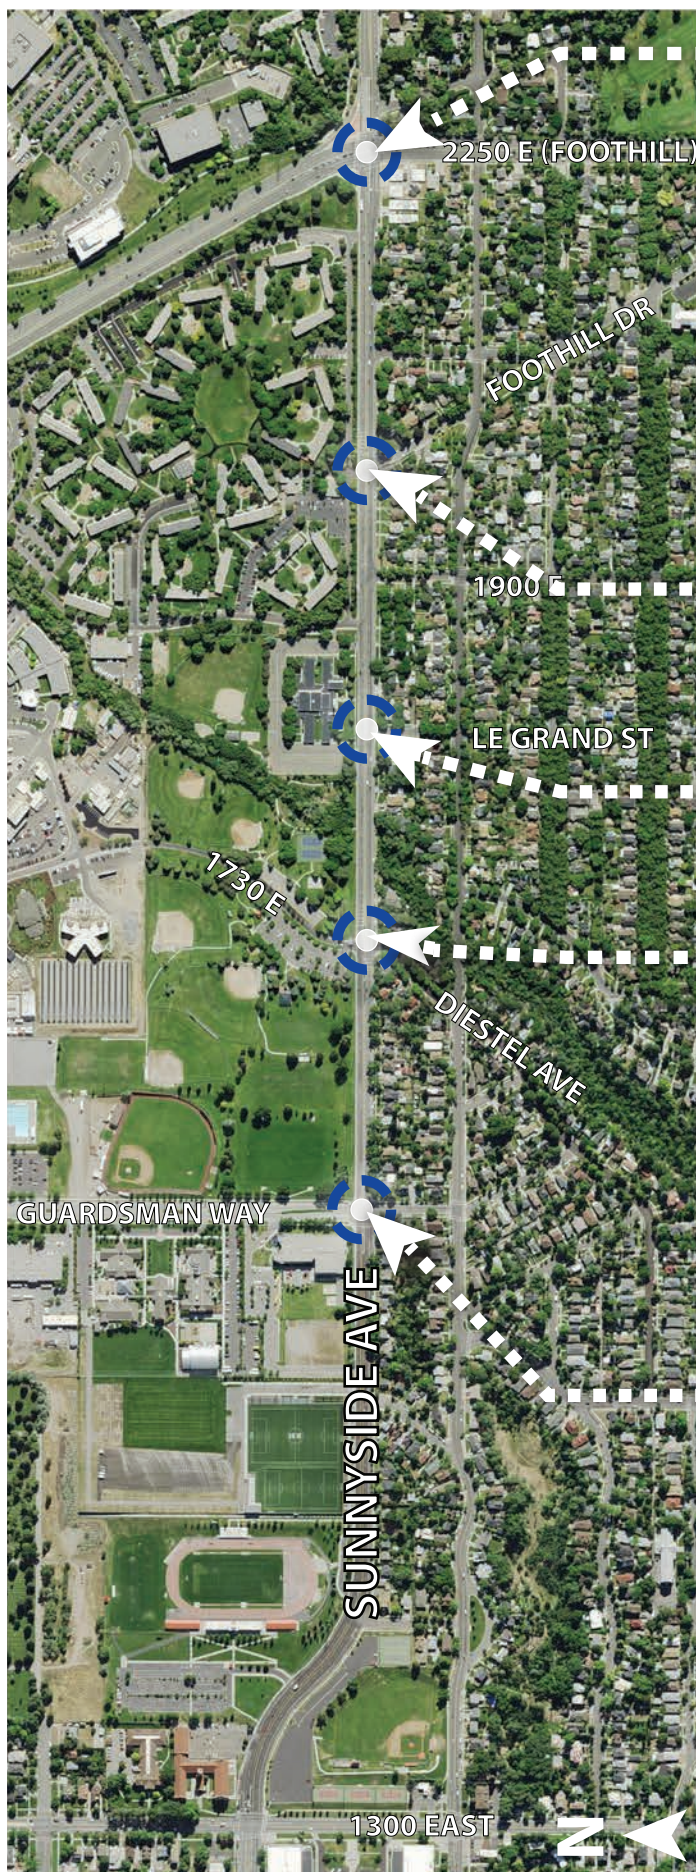 2250 E (FOOTHILL)
FOOTHILL DR
1900 E
LE GRAND ST
1730 E
DIESTEL AVE
GUARDSMAN WAY
SUNNYSIDE AVE
1300 EAST
N